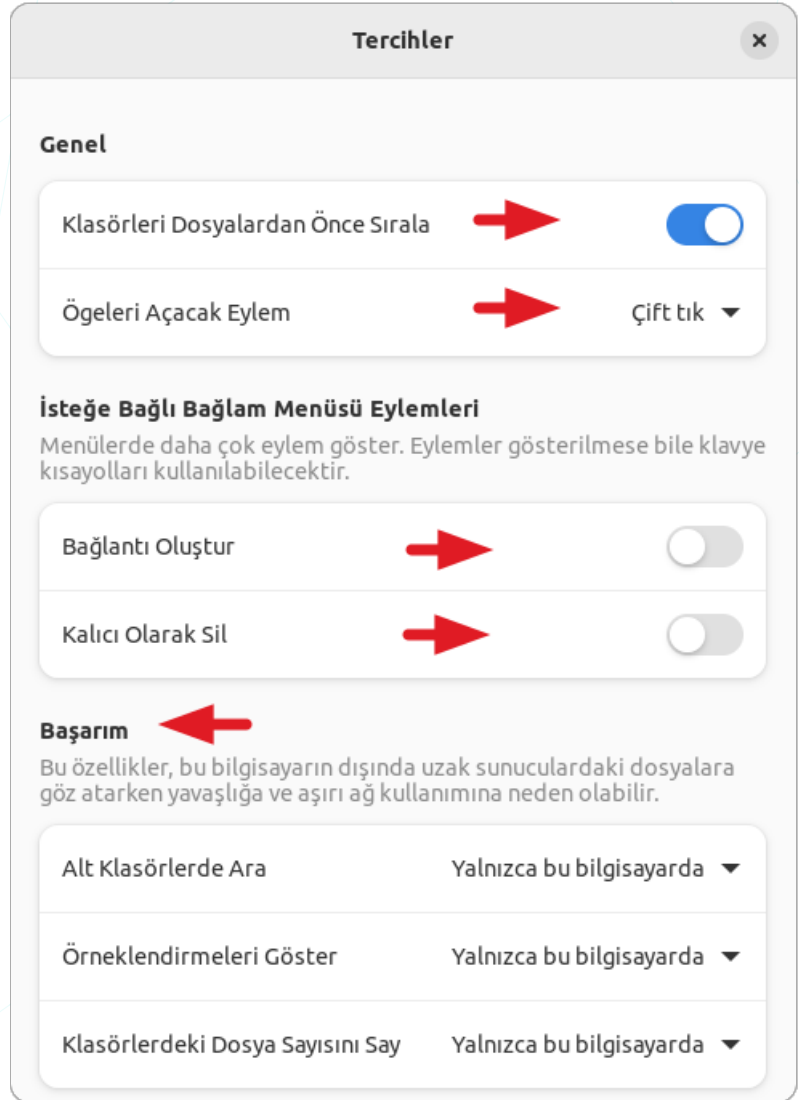 Tercihler
Genel
Klasörleri Dosyalardan Önce Sırala
Ögeleri Açacak Eylem
Çift tık
İsteğe Bağlı Bağlam Menüsü Eylemleri
Menülerde daha çok eylem göster. Eylemler gösterilmese bile klavye
kısayolları kullanılabilecektir.
Bağlantı Oluştur
Kalıcı Olarak Sil
Başarım
Bu özellikler, bu bilgisayarın dışında uzak sunuculardaki dosyalara
göz atarken yavaşlığa ve aşırı ağ kullanımına neden olabilir.
Alt Klasörlerde Ara
Yalnızca bu bilgisayarda
Örneklendirmeleri Göster
Yalnızca bu bilgisayarda
Klasörlerdeki Dosya Sayısını Say
Yalnızca bu bilgisayarda